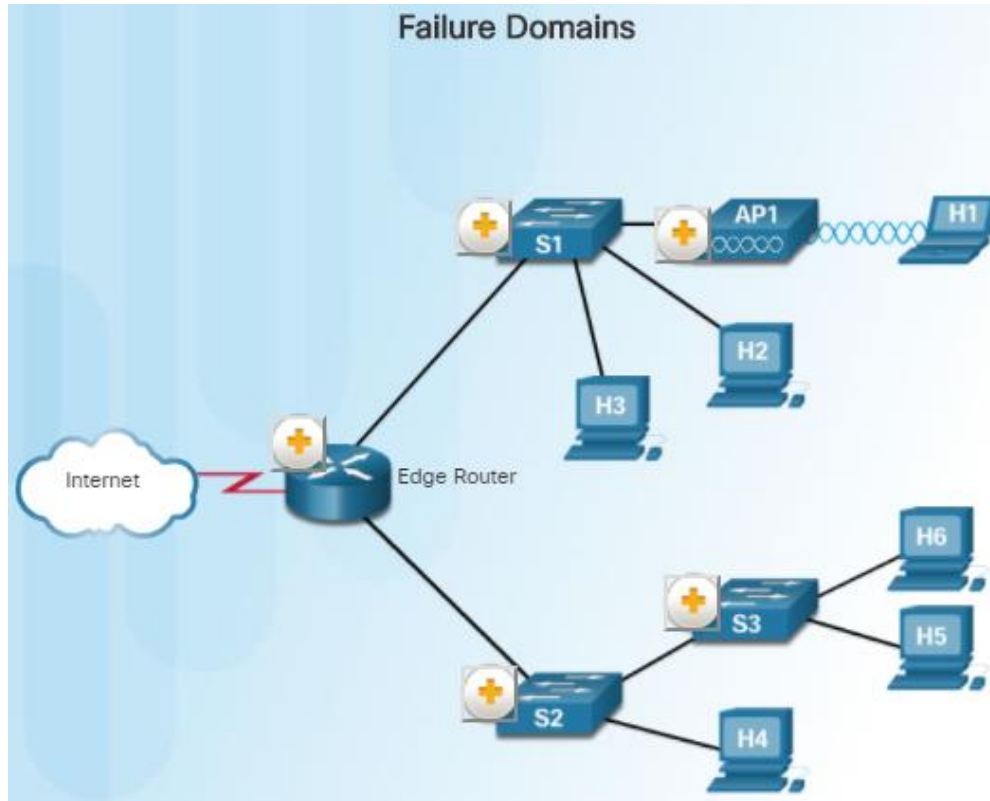 Failure Domains
S1
AP1
H1
H2
H3
Internet
Edge Router
H6
S3
H5
S2
H4